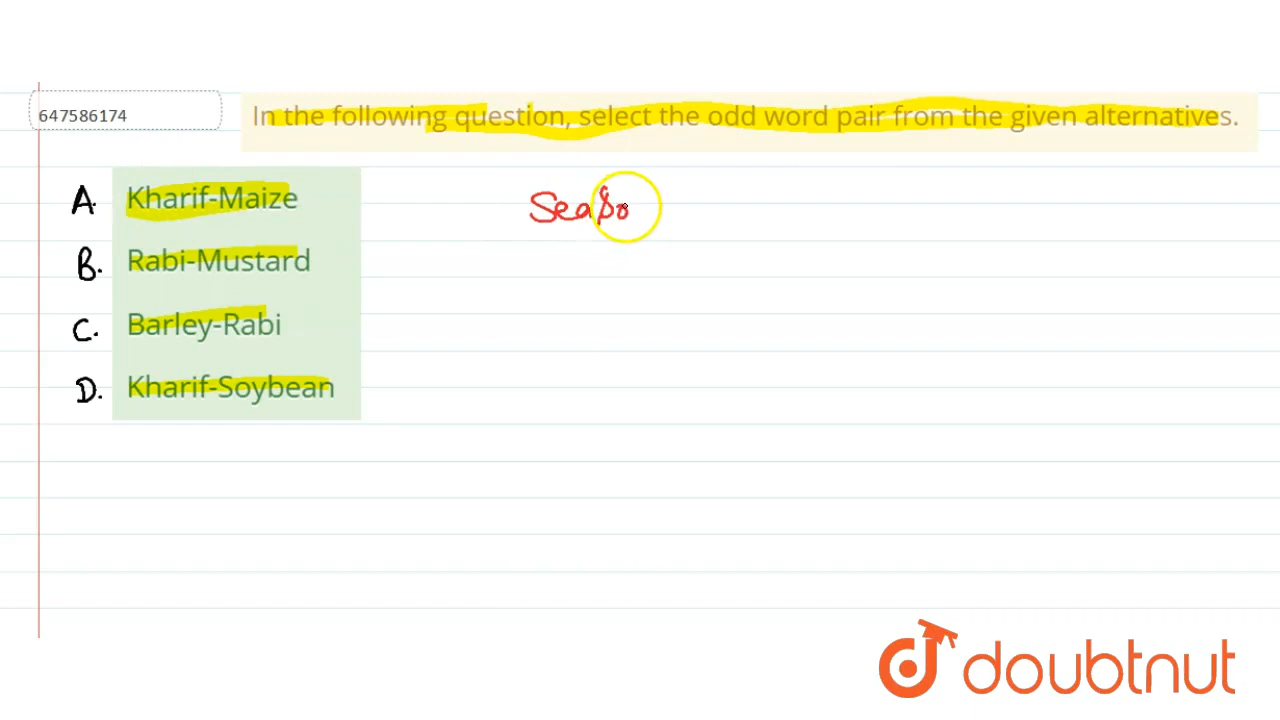 647586174
In the following question, select the odd word pair from the given alternatives.
A. Kharif-Maize
Seaso
B. Rabi-Mustard
C. Barley-Rabi
D. Kharif-Soybean
doubtnut